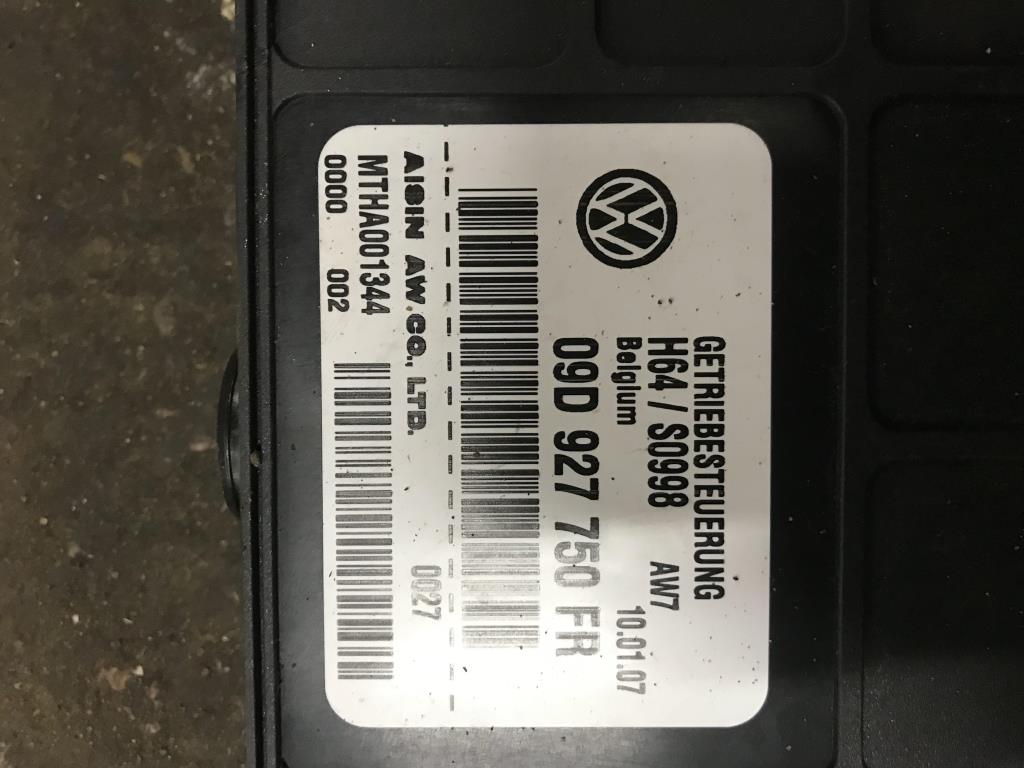 GETRIEBESTEUERUNG
H64 / S0998 AW7
Belgium 10.01.07
09D 927 750 FR
AISIN AW.CO., LTD. 0027
MTHA001344
0000 002